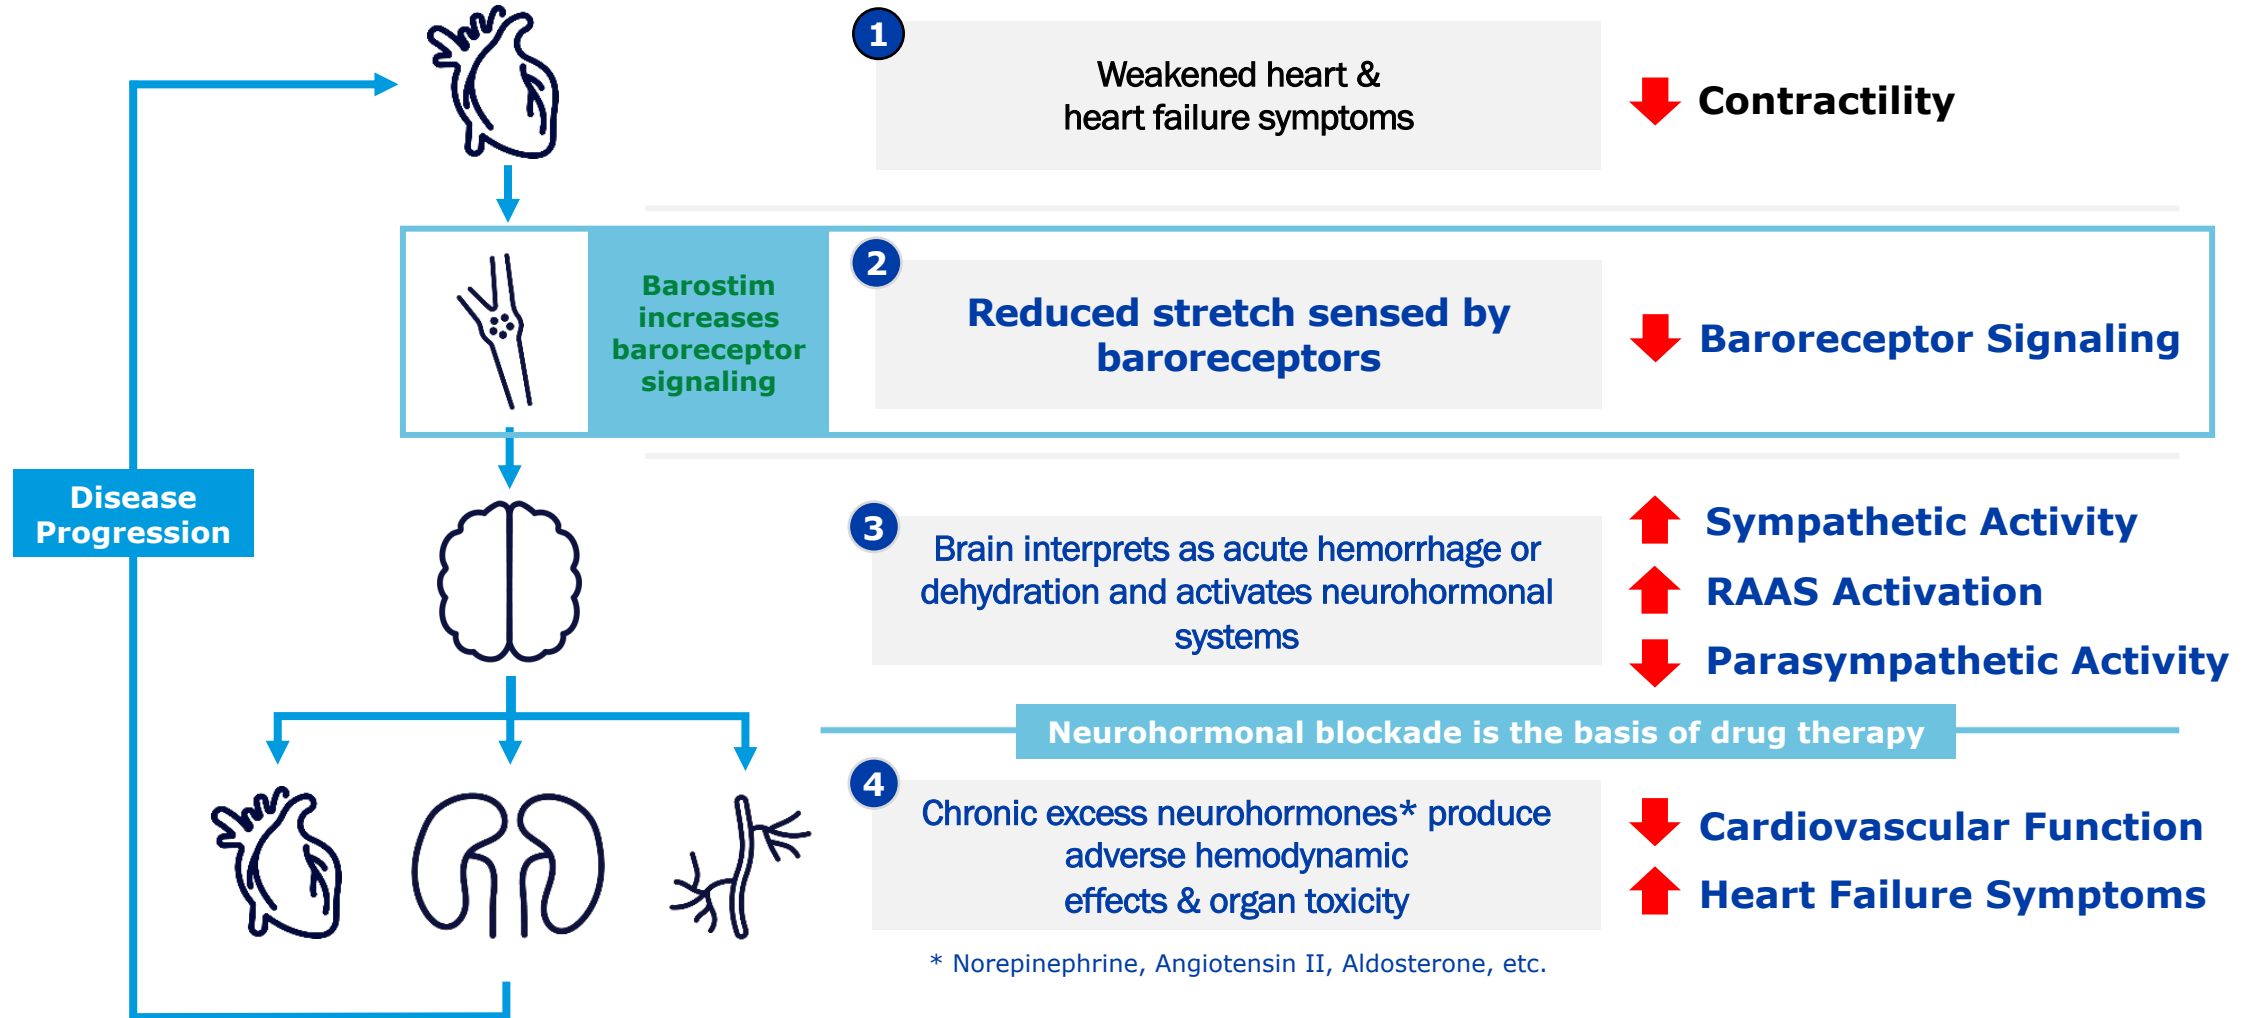 1
Weakened heart &
heart failure symptoms
Contractility
Barostim
increases
baroreceptor
signaling
2
Reduced stretch sensed by
baroreceptors
Baroreceptor Signaling
Disease
Progression
3
Brain interprets as acute hemorrhage or
dehydration and activates neurohormonal
systems
Sympathetic Activity
RAAS Activation
Parasympathetic Activity
Neurohormonal blockade is the basis of drug therapy
4
Chronic excess neurohormones* produce
adverse hemodynamic
effects & organ toxicity
Cardiovascular Function
Heart Failure Symptoms
* Norepinephrine, Angiotensin II, Aldosterone, etc.